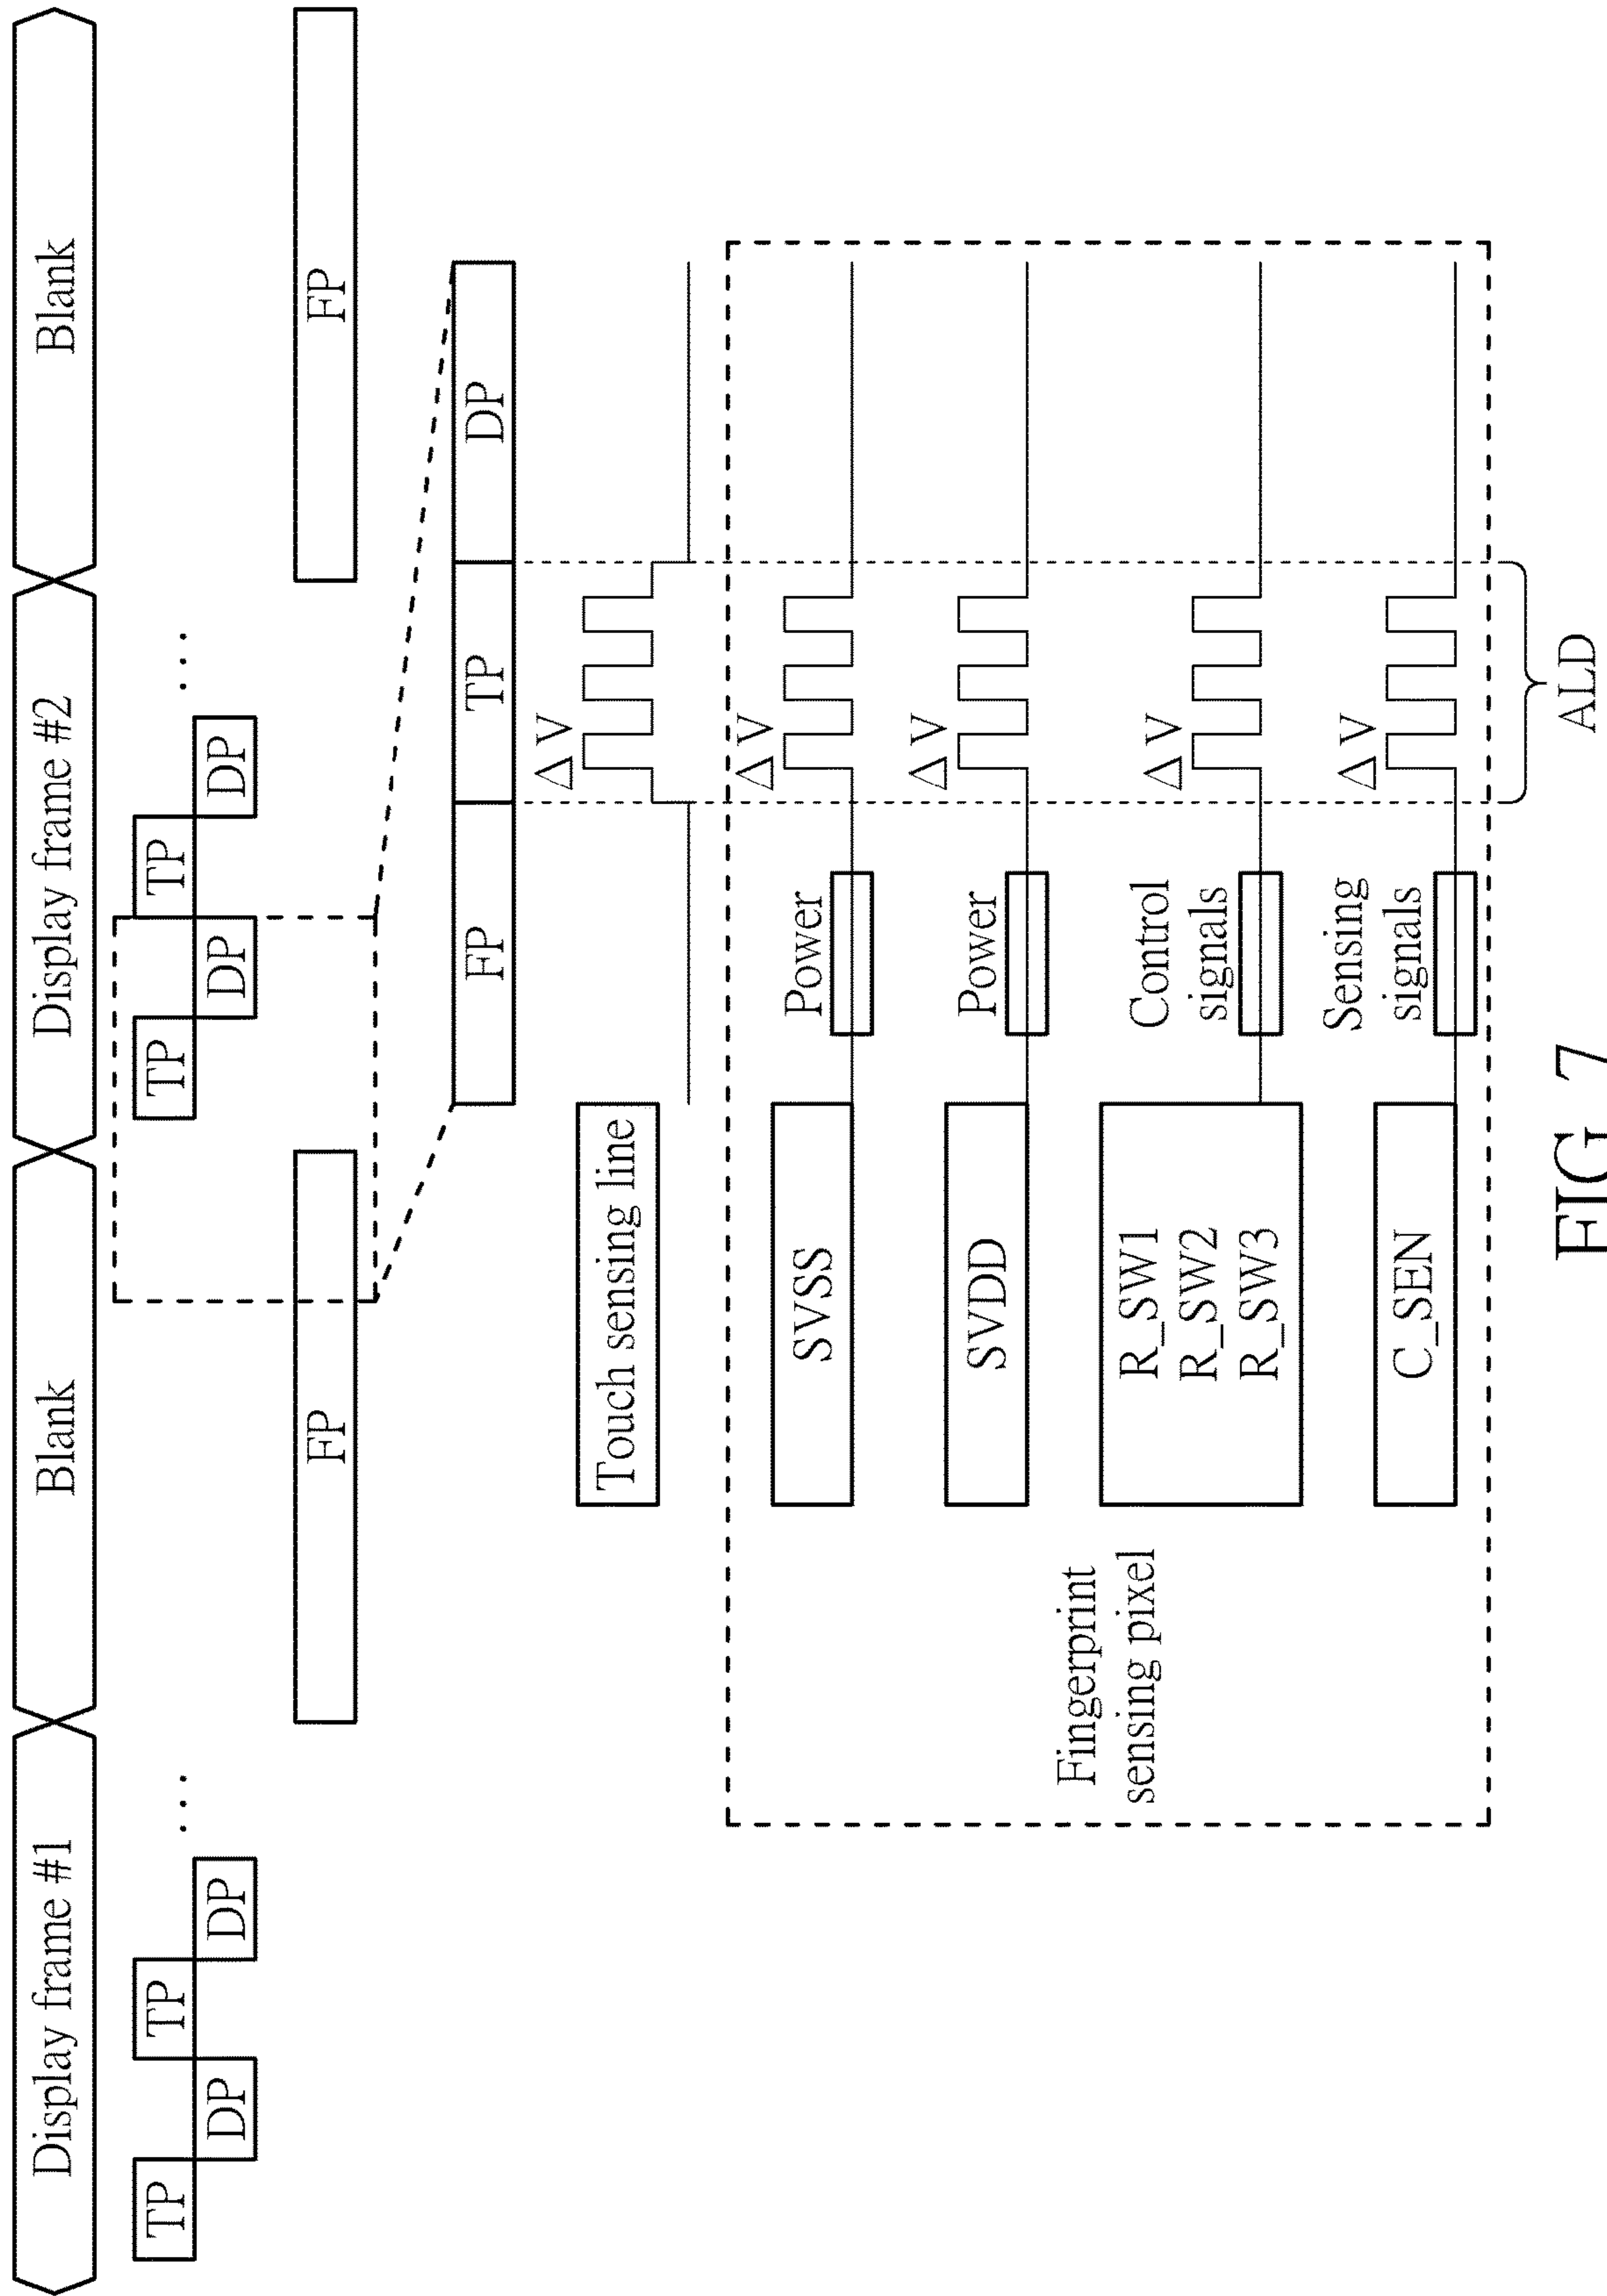 Display frame #1
Blank
Display frame #2
Blank
TP
TP
TP
TP
...
...
DP
DP
DP
DP
FP
FP
FP
TP
DP
Touch sensing line
ΔV
Fingerprint
sensing pixel
SVSS
Power
ΔV
SVDD
Power
ΔV
R_SW1
R_SW2
R_SW3
Control
signals
ΔV
C_SEN
Sensing
signals
ΔV
ALD
FIG. 7